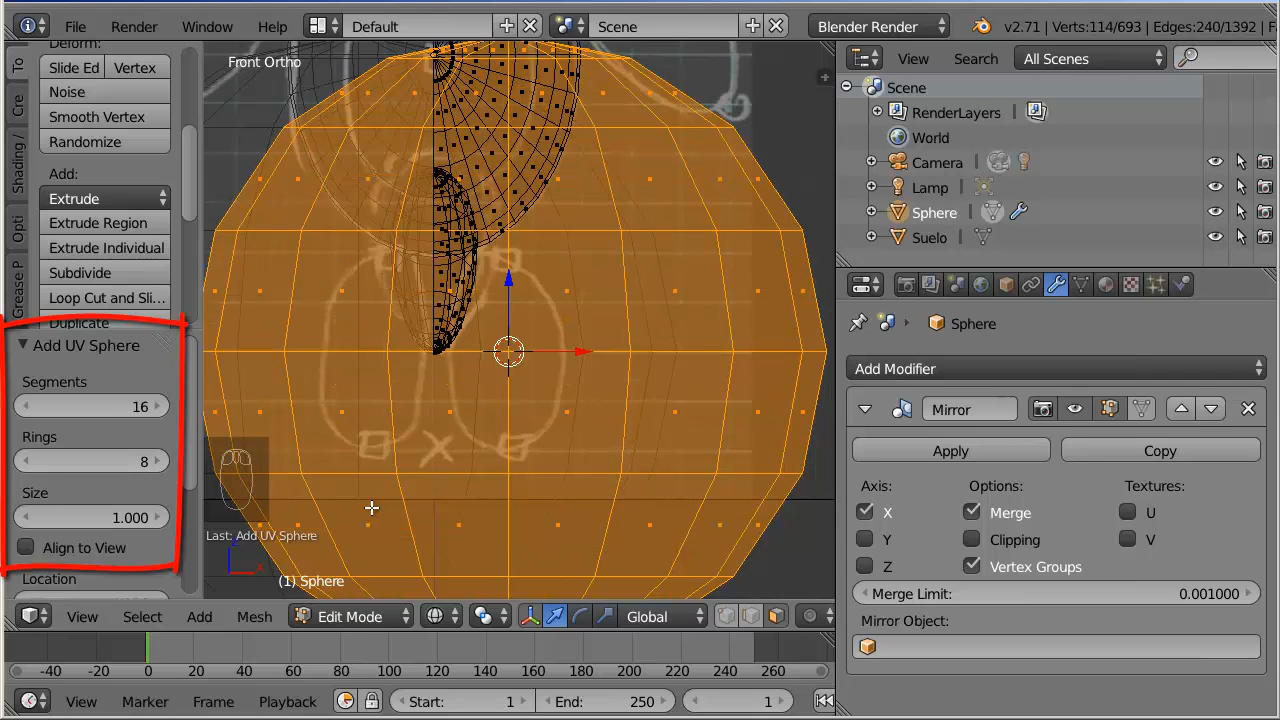 File Render Window Help Default Scene Blender Render v2.71 | Verts:114/693 | Edges:240/1392 | F
Deform:
Slide Ed Vertex
Noise
Smooth Vertex
Randomize
Add:
Extrude
Extrude Region
Extrude Individual
Subdivide
Loop Cut and Sli...
Duplicate
To
Cre
Shading /
Opti
Grease P
Add UV Sphere
Segments
16
Rings
8
Size
1.000
Align to View
Location
Front Ortho
Last: Add UV Sphere
z
x
(1) Sphere
View Select Add Mesh Edit Mode Global
-40 -20 0 20 40 60 80 100 120 140 160 180 200 220 240 260
View Marker Frame Playback Start: 1 End: 250 1
View Search All Scenes
Scene
RenderLayers
World
Camera
Lamp
Sphere
Suelo
Sphere
Add Modifier
Mirror
Apply Copy
Axis: Options: Textures:
X Merge U
Y Clipping V
Z Vertex Groups
Merge Limit: 0.001000
Mirror Object: